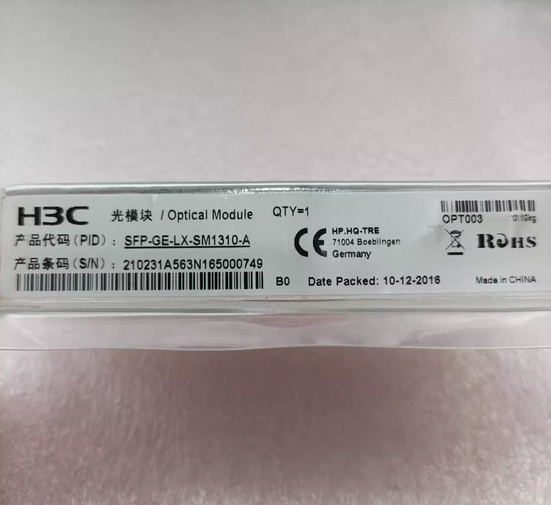 H3C 光模块 / Optical Module QTY=1
产品代码(PID): SFP-GE-LX-SM1310-A
产品条码(S/N): 210231A563N165000749
HP.HQ-TRE
71004 Boeblingen
Germany
B0 Date Packed: 10-12-2016
OPT003 0.10kg
RoHS
Made in CHINA